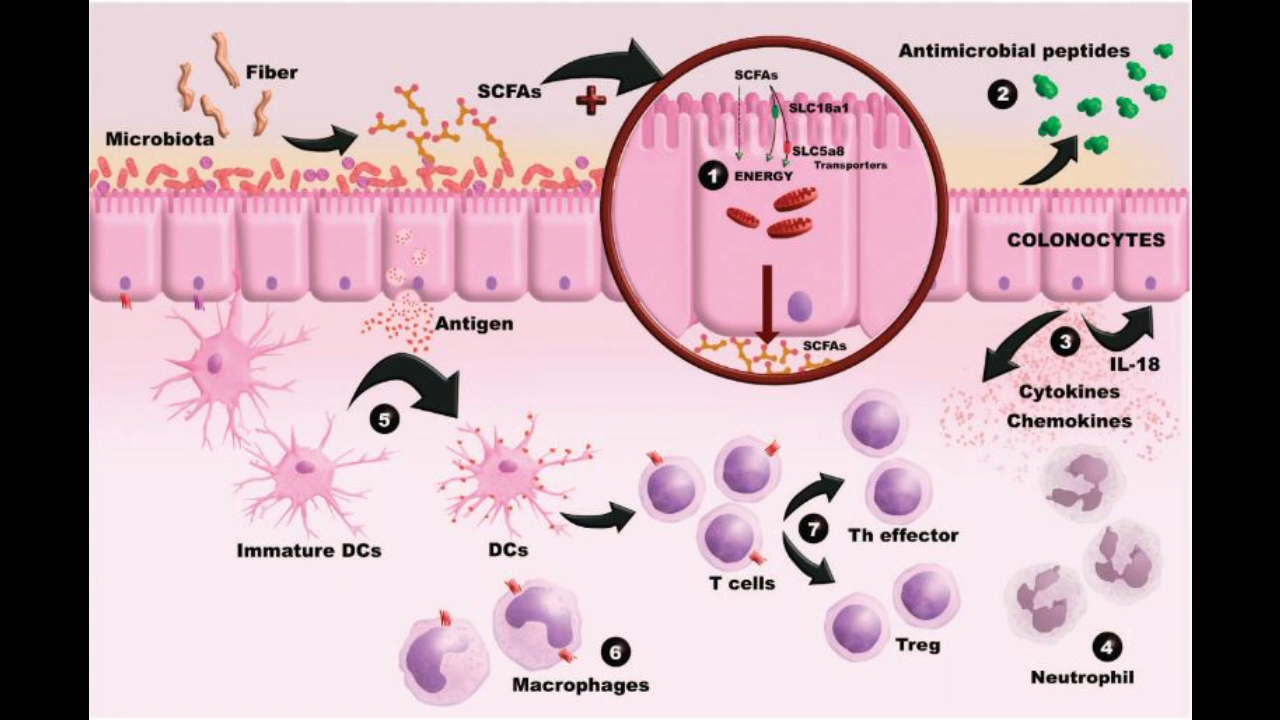 Fiber
Microbiota
SCFAs
SCFAs
SLC18a1
SLC5a8
Transporters
1
ENERGY
SCFAs
Antimicrobial peptides
2
COLONOCYTES
Antigen
3
IL-18
Cytokines
Chemokines
5
Immature DCs
DCs
T cells
7
Th effector
Treg
6
Macrophages
4
Neutrophil